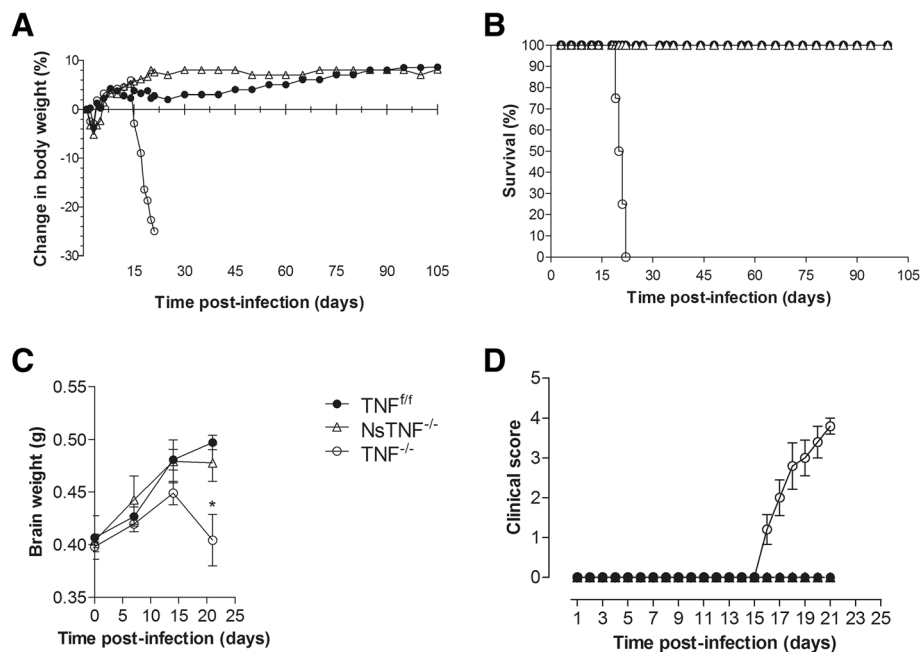 A
Change in body weight (%)
10
0
-10
-20
-30
15 30 45 60 75 90 105
Time post-infection (days)
B
Survival (%)
100
90
80
70
60
50
40
30
20
10
0
0 15 30 45 60 75 90 105
Time post-infection (days)
C
Brain weight (g)
0.55
0.50
0.45
0.40
0.35
*
0 5 10 15 20 25
Time post-infection (days)
TNF^f/f
NsTNF^-/-
TNF^-/-
D
Clinical score
5
4
3
2
1
0
1 3 5 7 9 11 13 15 17 19 21 23 25
Time post-infection (days)